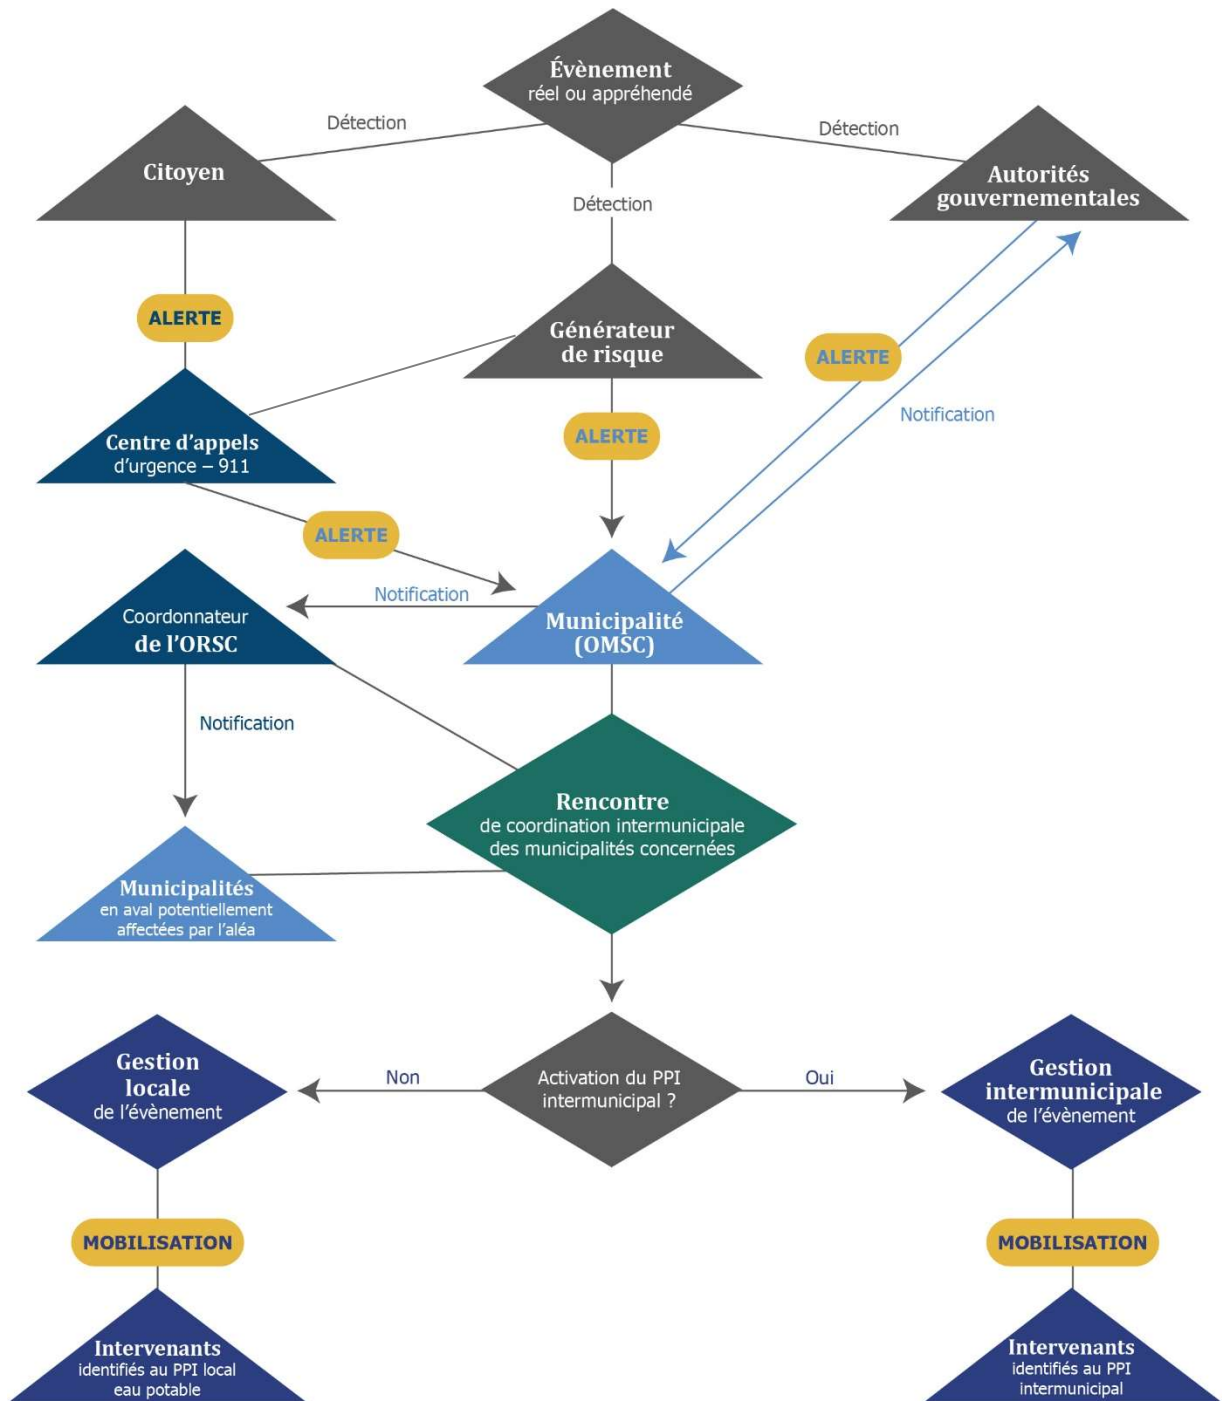 Évènement
réel ou appréhendé
Détection
Détection
Citoyen
Autorités
gouvernementales
Détection
ALERTE
Générateur
de risque
ALERTE
Notification
ALERTE
Centre d'appels
d'urgence – 911
ALERTE
Notification
Coordonnateur
de l'ORSC
Municipalité
(OMSC)
Notification
Rencontre
de coordination intermunicipale
des municipalités concernées
Municipalités
en aval potentiellement
affectées par l'aléa
Gestion
locale
de l'évènement
Non
Activation du PPI
intermunicipal ?
Oui
Gestion
intermunicipale
de l'évènement
MOBILISATION
MOBILISATION
Intervenants
identifiés au PPI local
eau potable
Intervenants
identifiés au PPI
intermunicipal